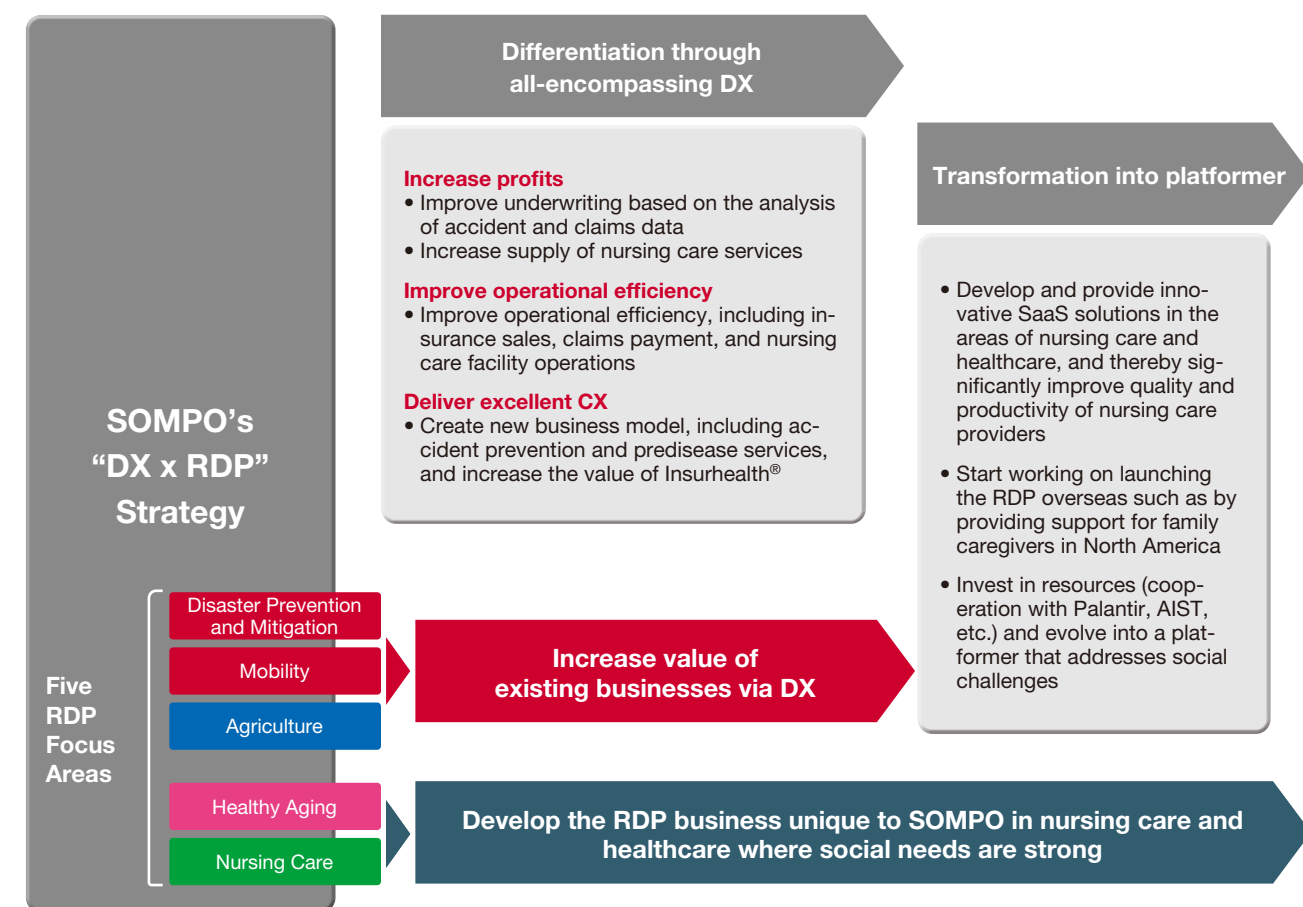 SOMPO’s
“DX x RDP”
Strategy
Five
RDP
Focus
Areas
Disaster Prevention
and Mitigation
Mobility
Agriculture
Healthy Aging
Nursing Care
Differentiation through
all-encompassing DX
Increase profits
• Improve underwriting based on the analysis
of accident and claims data
• Increase supply of nursing care services
Improve operational efficiency
• Improve operational efficiency, including in-
surance sales, claims payment, and nursing
care facility operations
Deliver excellent CX
• Create new business model, including ac-
cident prevention and predisease services,
and increase the value of Insurhealth®
Transformation into platformer
• Develop and provide inno-
vative SaaS solutions in the
areas of nursing care and
healthcare, and thereby sig-
nificantly improve quality and
productivity of nursing care
providers
• Start working on launching
the RDP overseas such as by
providing support for family
caregivers in North America
• Invest in resources (coop-
eration with Palantir, AIST,
etc.) and evolve into a plat-
former that addresses social
challenges
Increase value of
existing businesses via DX
Develop the RDP business unique to SOMPO in nursing care and
healthcare where social needs are strong